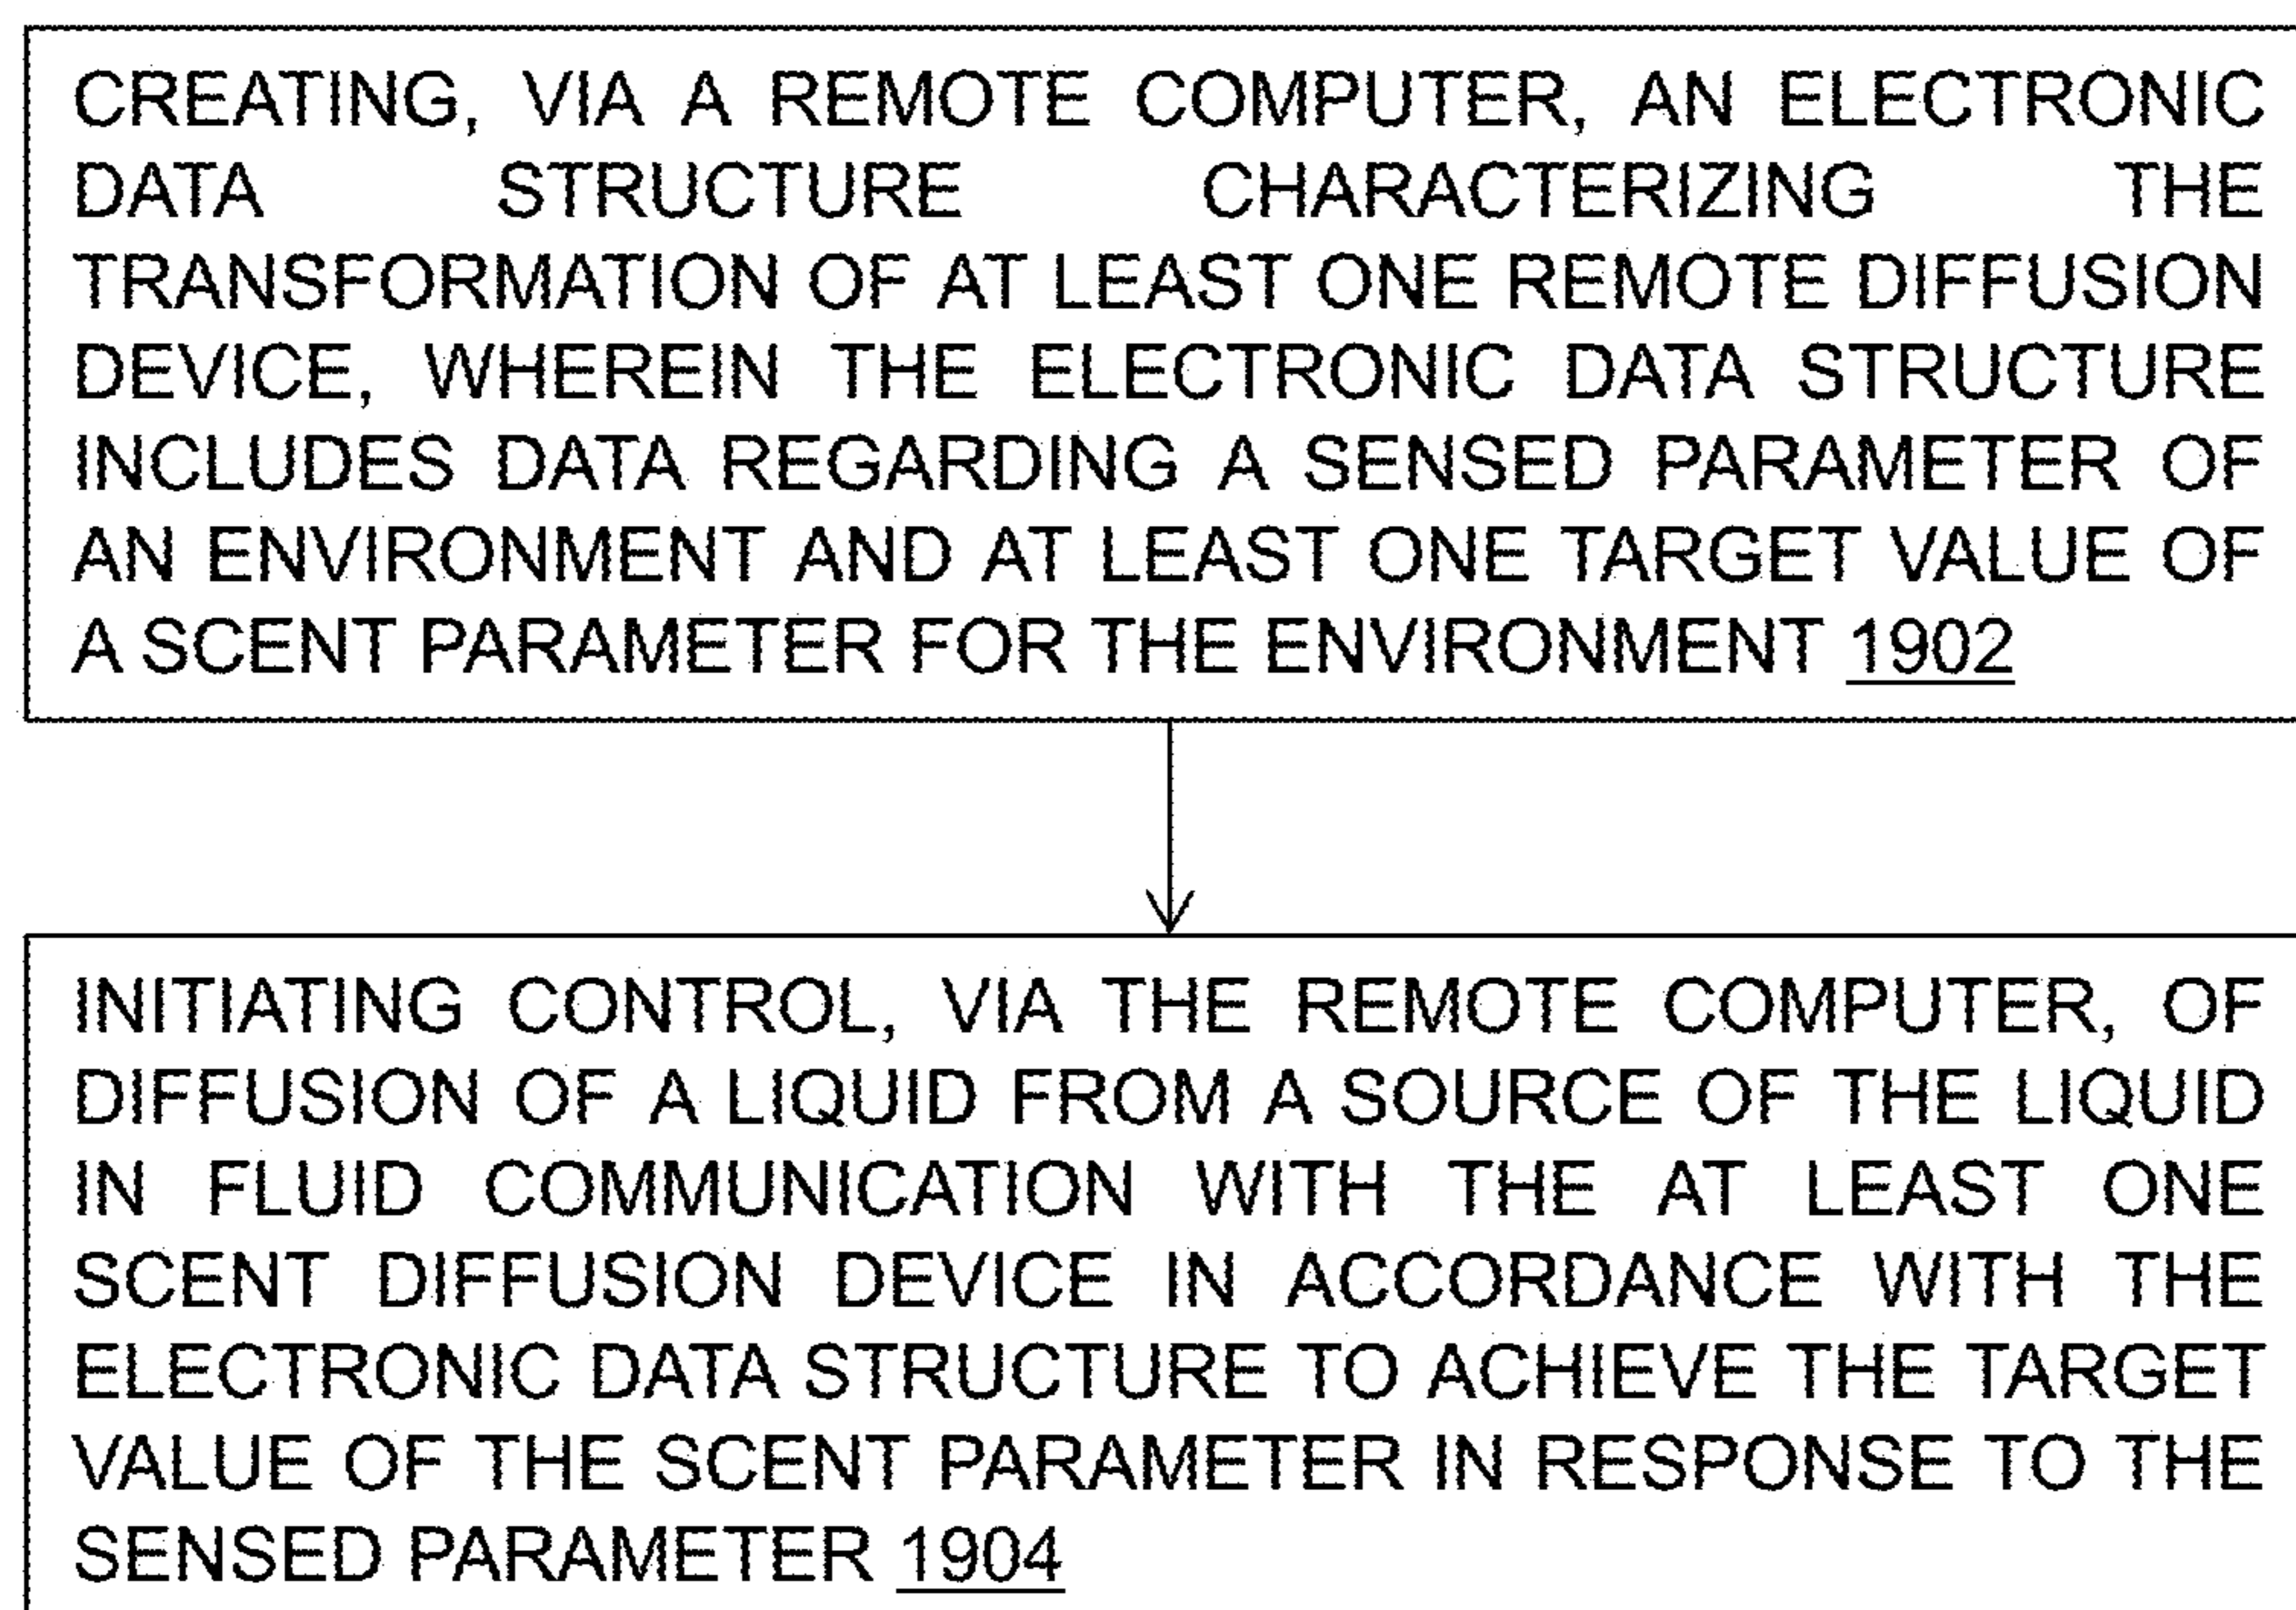 CREATING, VIA A REMOTE COMPUTER, AN ELECTRONIC
DATA STRUCTURE CHARACTERIZING THE
TRANSFORMATION OF AT LEAST ONE REMOTE DIFFUSION
DEVICE, WHEREIN THE ELECTRONIC DATA STRUCTURE
INCLUDES DATA REGARDING A SENSED PARAMETER OF
AN ENVIRONMENT AND AT LEAST ONE TARGET VALUE OF
A SCENT PARAMETER FOR THE ENVIRONMENT 1902
INITIATING CONTROL, VIA THE REMOTE COMPUTER, OF
DIFFUSION OF A LIQUID FROM A SOURCE OF THE LIQUID
IN FLUID COMMUNICATION WITH THE AT LEAST ONE
SCENT DIFFUSION DEVICE IN ACCORDANCE WITH THE
ELECTRONIC DATA STRUCTURE TO ACHIEVE THE TARGET
VALUE OF THE SCENT PARAMETER IN RESPONSE TO THE
SENSED PARAMETER 1904